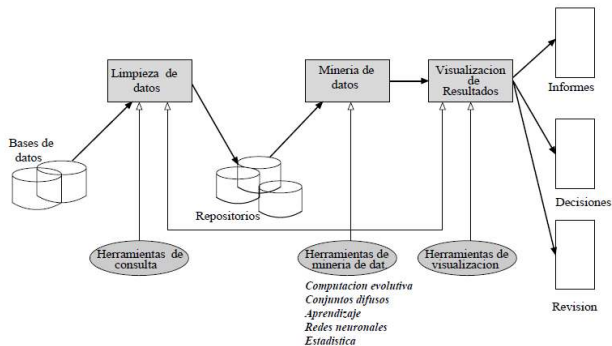 Limpieza de
datos
Mineria de
datos
Visualizacion de
Resultados
Informes
Bases de
datos
Repositorios
Decisiones
Herramientas de
consulta
Herramientas de
mineria de dat
Herramientas de
visualizacion
Computacion evolutiva
Conjuntos difusos
Aprendizaje
Redes neuronales
Estadistica
Revision